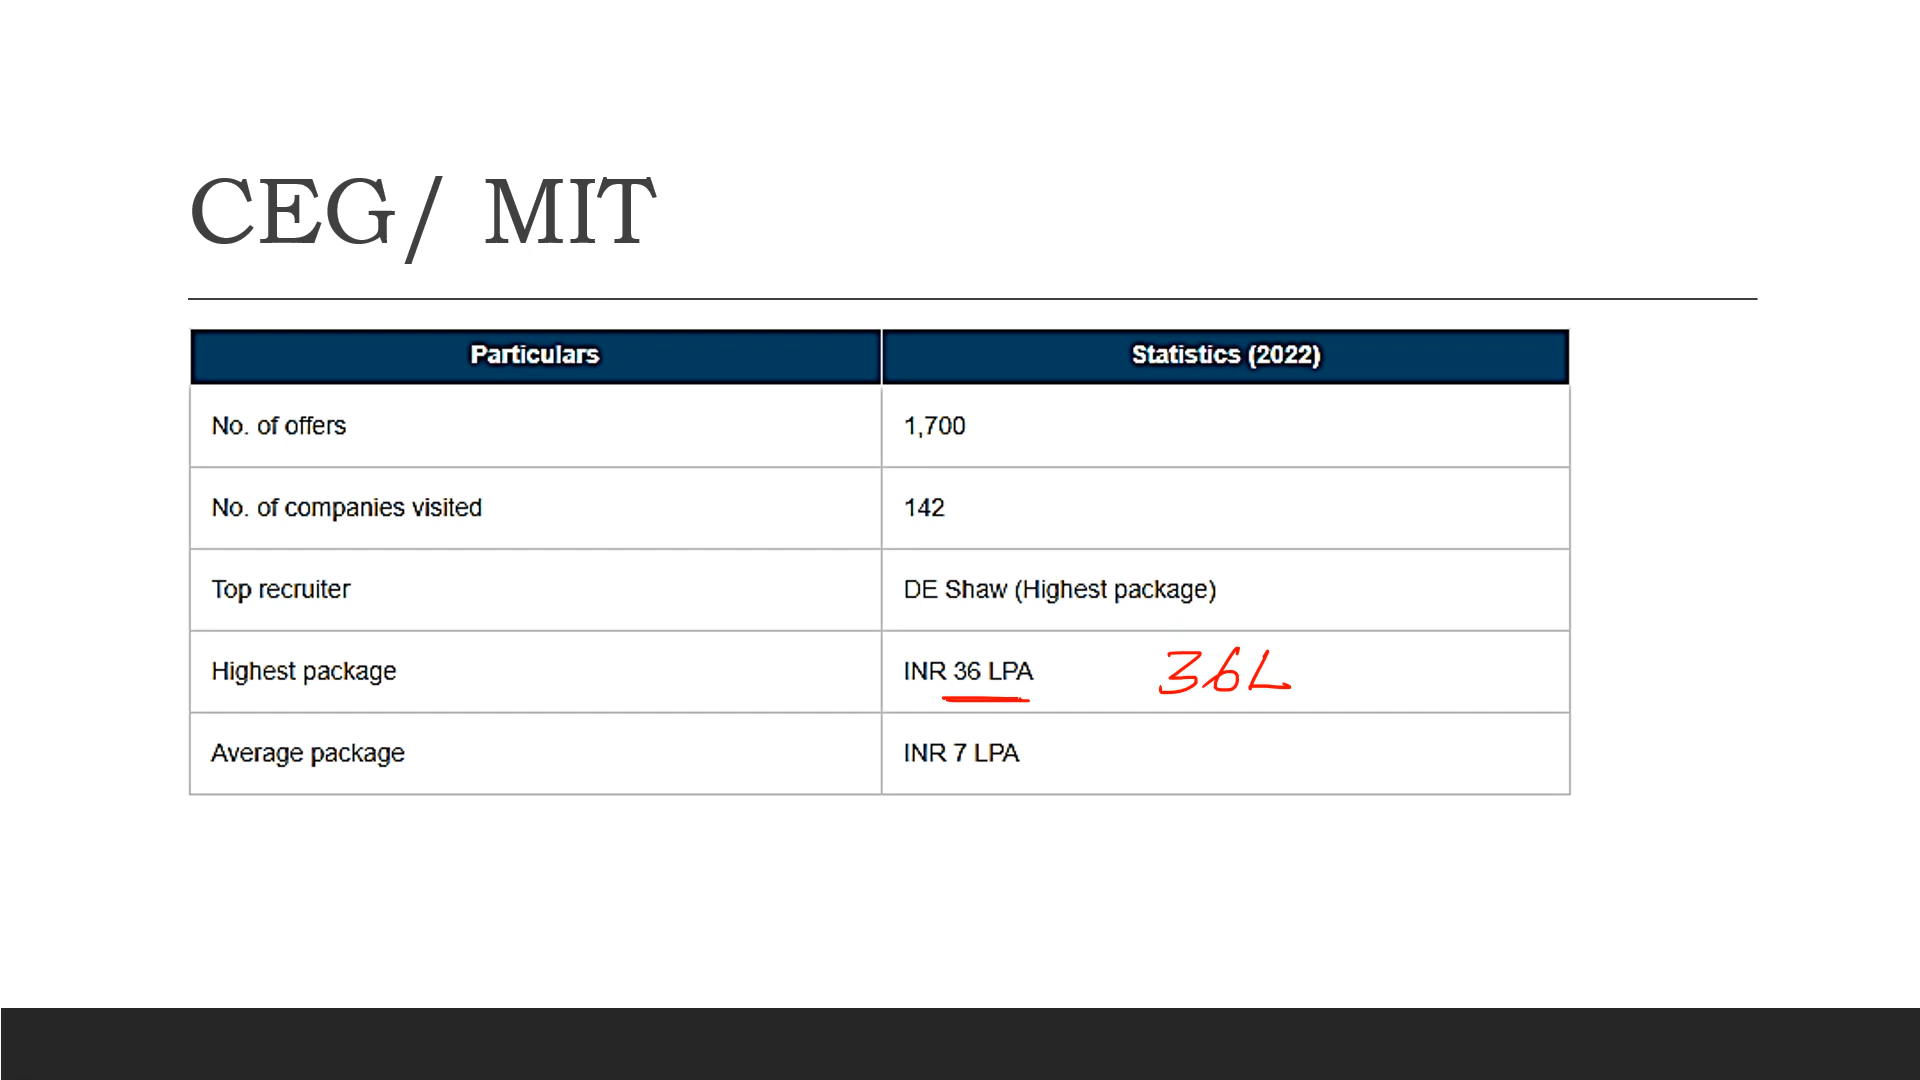 CEG/ MIT
Particulars Statistics (2022)
No. of offers 1,700
No. of companies visited 142
Top recruiter DE Shaw (Highest package)
Highest package INR 36 LPA 36L
Average package INR 7 LPA